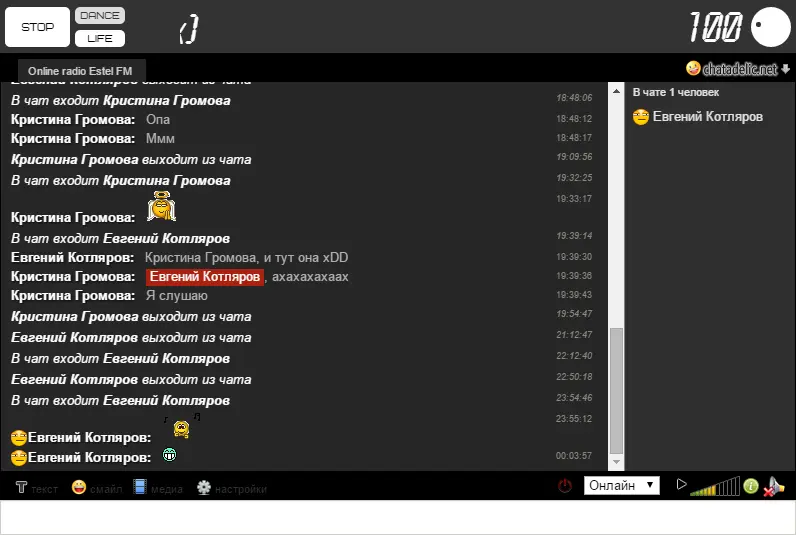 STOP
DANCE
LIFE
100
Online radio Estel FM
chatadelic.net
выходит из чата
В чат входит Кристина Громова 18:48:06
Кристина Громова: Опа 18:48:12
Кристина Громова: Ммм 18:48:17
Кристина Громова выходит из чата 19:09:56
В чат входит Кристина Громова 19:32:25
Кристина Громова: 19:33:17
В чат входит Евгений Котляров 19:39:14
Евгений Котляров: Кристина Громова, и тут она xDD 19:39:30
Кристина Громова: Евгений Котляров, ахахахахаах 19:39:36
Кристина Громова: Я слушаю 19:39:43
Кристина Громова выходит из чата 19:54:47
Евгений Котляров выходит из чата 21:12:47
В чат входит Евгений Котляров 22:12:40
Евгений Котляров выходит из чата 22:50:18
В чат входит Евгений Котляров 23:54:46
Евгений Котляров: 23:55:12
Евгений Котляров: 00:03:57
В чате 1 человек
Евгений Котляров
текст смайл медиа настройки Онлайн